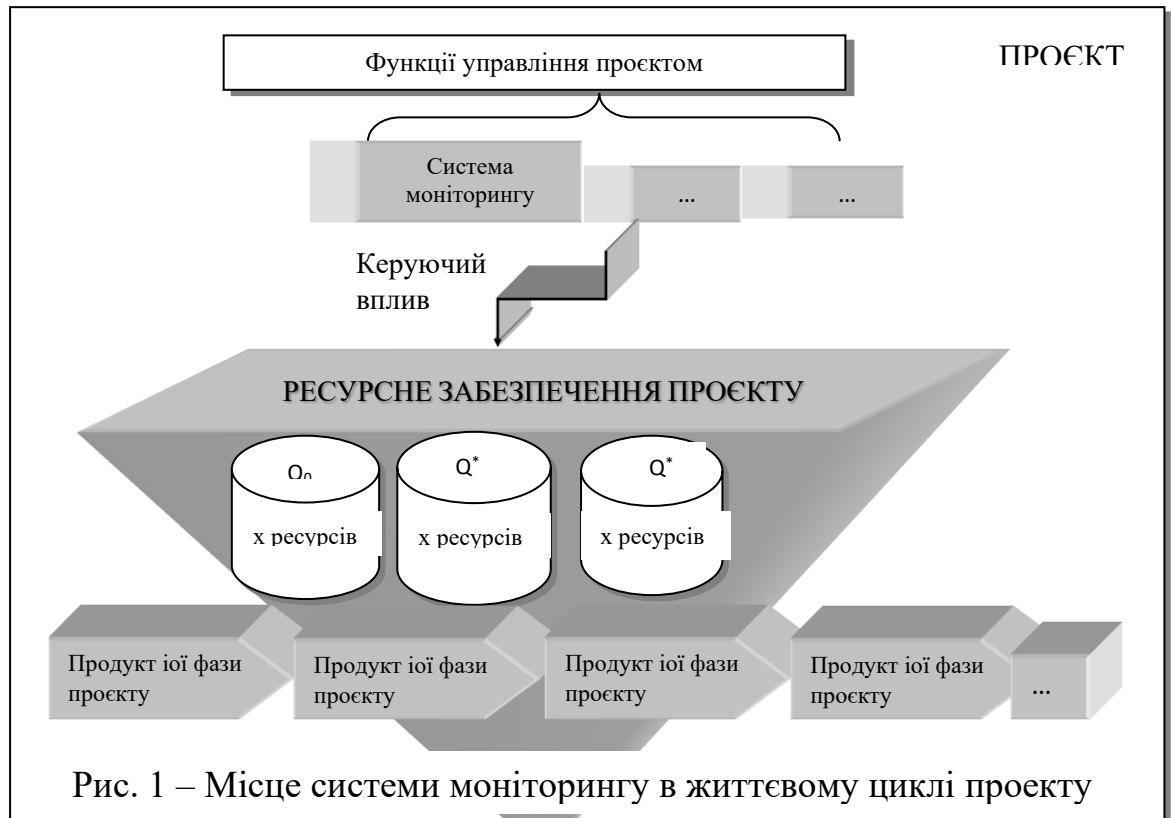 Функції управління проєктом
ПРОЄКТ
Система
моніторингу
...
...
Керуючий
вплив
РЕСУРСНЕ ЗАБЕЗПЕЧЕННЯ ПРОЄКТУ
Q₀
Q*
Q*
х ресурсів
х ресурсів
х ресурсів
Продукт іої фази
проєкту
Продукт іої фази
проєкту
Продукт іої фази
проєкту
Продукт іої фази
проєкту
...
Рис. 1 – Місце системи моніторингу в життєвому циклі проекту